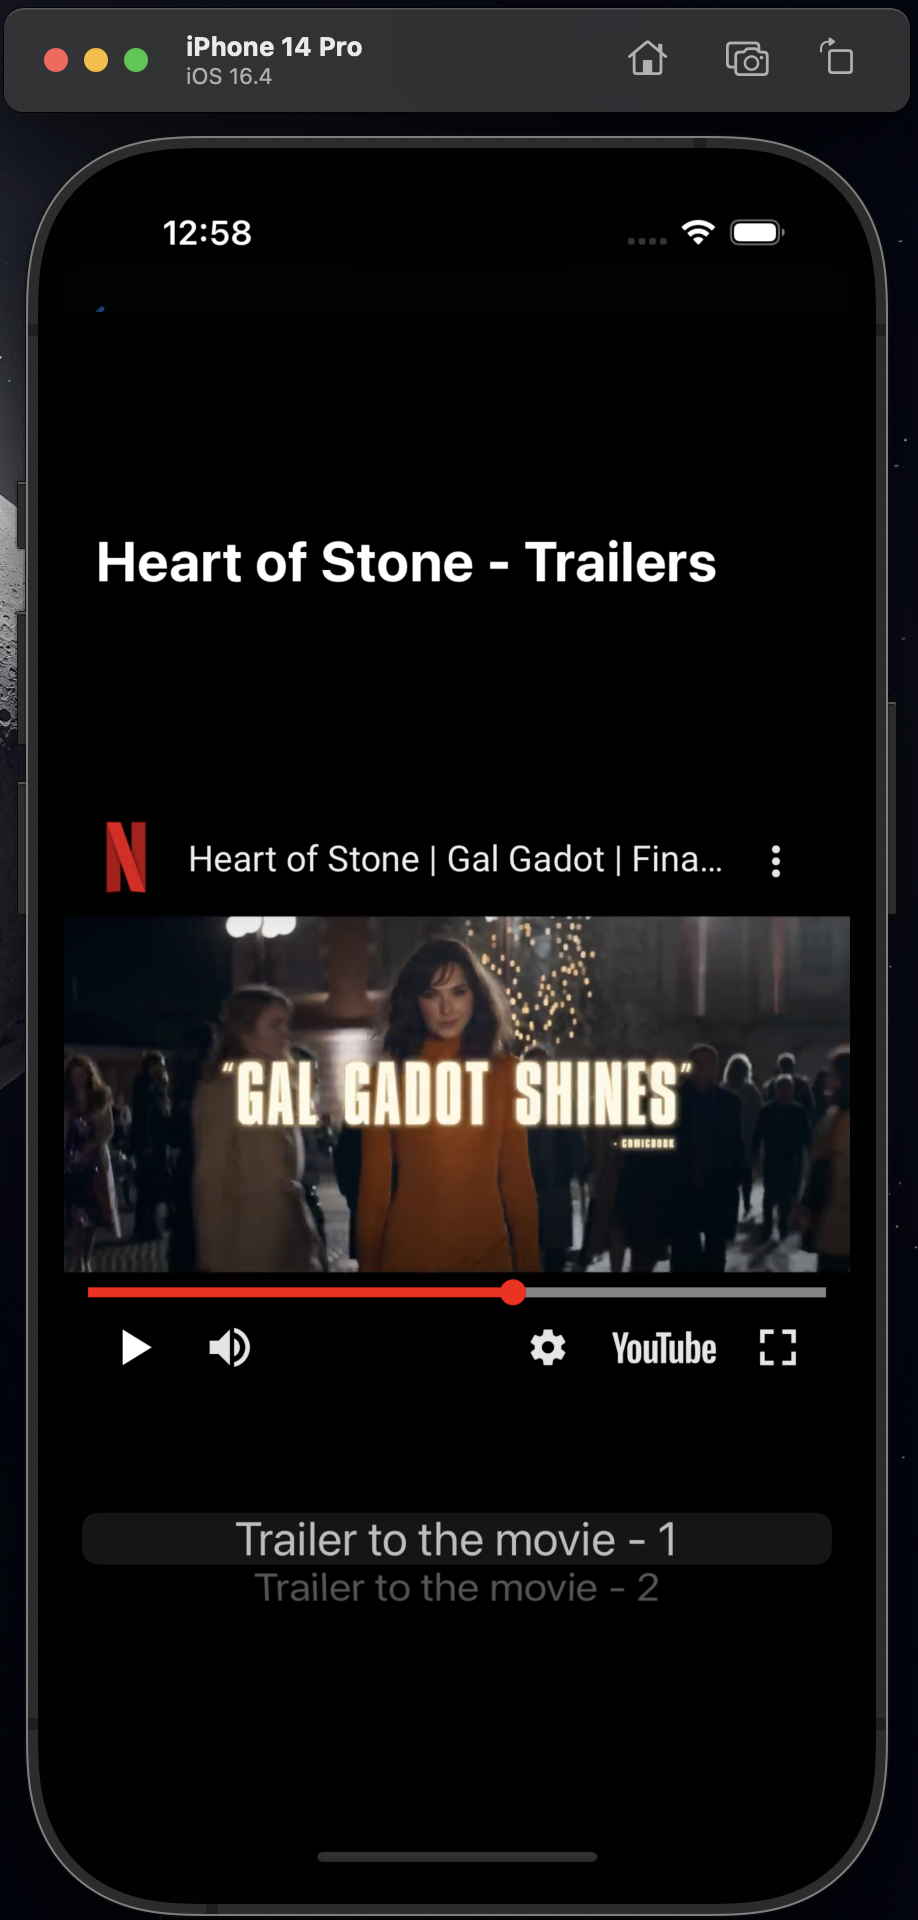 iPhone 14 Pro
iOS 16.4
12:58
Heart of Stone - Trailers
N
Heart of Stone | Gal Gadot | Fina...
"GAL GADOT SHINES"
- COMICBOOK
YouTube
Trailer to the movie - 1
Trailer to the movie - 2